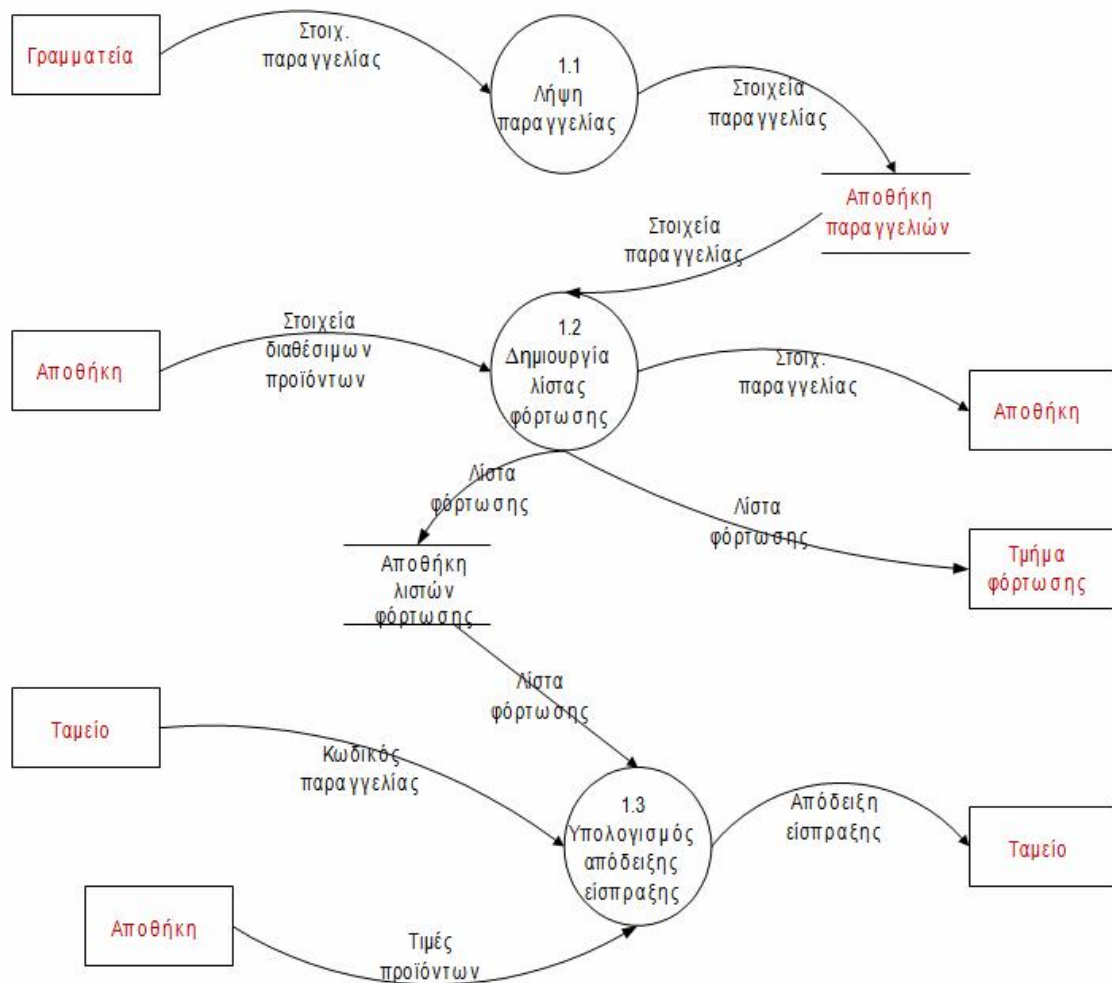 Γραμματεία
Στοιχ.
παραγγελίας
1.1
Λήψη
παραγγελίας
Στοιχεία
παραγγελίας
Αποθήκη
παραγγελιών
Στοιχεία
παραγγελίας
Αποθήκη
Στοιχεία
διαθέσιμων
προϊόντων
1.2
Δημιουργία
λίστας
φόρτωσης
Στοιχ.
παραγγελίας
Αποθήκη
Λίστα
φόρτωσης
Λίστα
φόρτωσης
Τμήμα
φόρτωσης
Αποθήκη
λιστών
φόρτωσης
Λίστα
φόρτωσης
Ταμείο
Κωδικός
παραγγελίας
1.3
Υπολογισμός
απόδειξης
είσπραξης
Απόδειξη
είσπραξης
Ταμείο
Αποθήκη
Τιμές
προϊόντων